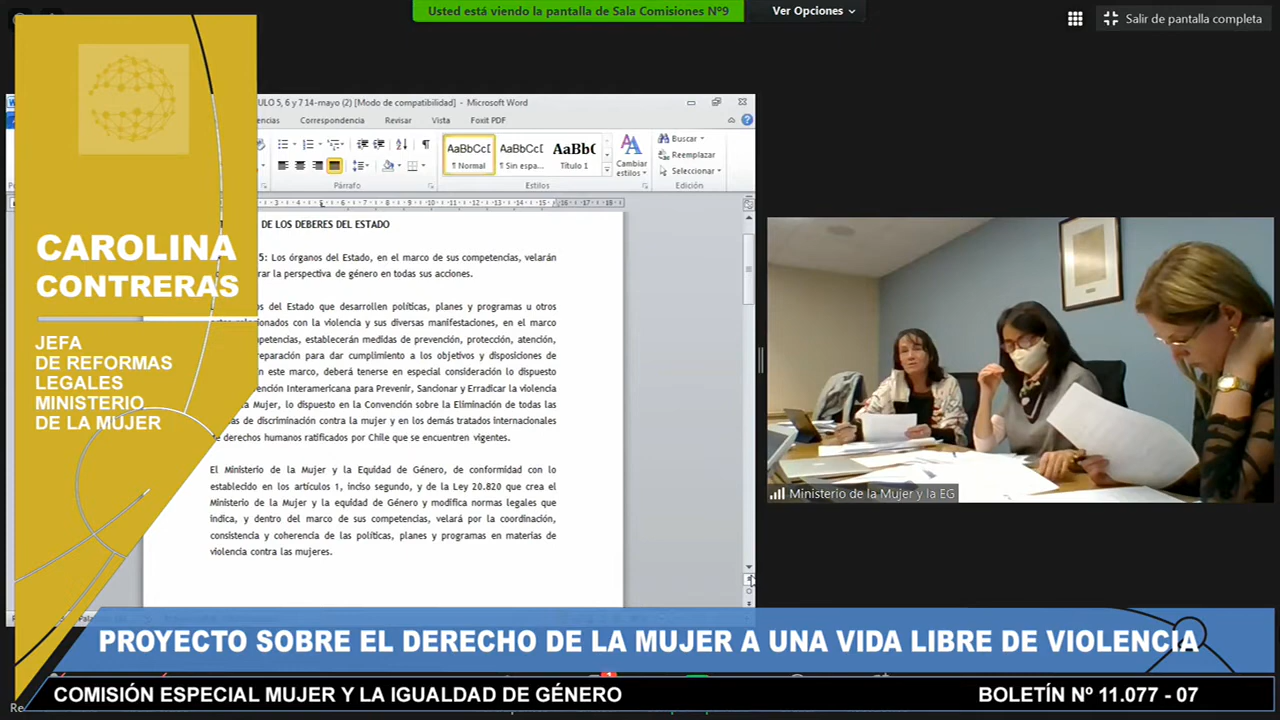 Usted está viendo la pantalla de Sala Comisiones Nº9
Ver Opciones
Salir de pantalla completa
ULO 5, 6 y 7 14-mayo (2) [Modo de compatibilidad] - Microsoft Word
encias Correspondencia Revisar Vista Foxit PDF
AaBbCcD AaBbCcD AaBb(
¶ Normal ¶ Sin espa... Título 1
Cambiar estilos
Buscar
Reemplazar
Seleccionar
Párrafo Estilos Edición
DE LOS DEBERES DEL ESTADO
5: Los órganos del Estado, en el marco de sus competencias, velarán
rar la perspectiva de género en todas sus acciones.
os del Estado que desarrollen políticas, planes y programas u otros
relacionados con la violencia y sus diversas manifestaciones, en el marco
petencias, establecerán medidas de prevención, protección, atención,
reparación para dar cumplimiento a los objetivos y disposiciones de
n este marco, deberá tenerse en especial consideración lo dispuesto
ención Interamericana para Prevenir, Sancionar y Erradicar la violencia
a Mujer, lo dispuesto en la Convención sobre la Eliminación de todas las
mas de discriminación contra la mujer y en los demás tratados internacionales
de derechos humanos ratificados por Chile que se encuentren vigentes.
El Ministerio de la Mujer y la Equidad de Género, de conformidad con lo
establecido en los artículos 1, inciso segundo, y de la Ley 20.820 que crea el
Ministerio de la Mujer y la equidad de Género y modifica normas legales que
indica, y dentro del marco de sus competencias, velará por la coordinación,
consistencia y coherencia de las políticas, planes y programas en materias de
violencia contra las mujeres.
CAROLINA
CONTRERAS
JEFA
DE REFORMAS
LEGALES
MINISTERIO
DE LA MUJER
Ministerio de la Mujer y la EG
PROYECTO SOBRE EL DERECHO DE LA MUJER A UNA VIDA LIBRE DE VIOLENCIA
COMISIÓN ESPECIAL MUJER Y LA IGUALDAD DE GÉNERO
BOLETÍN Nº 11.077 - 07